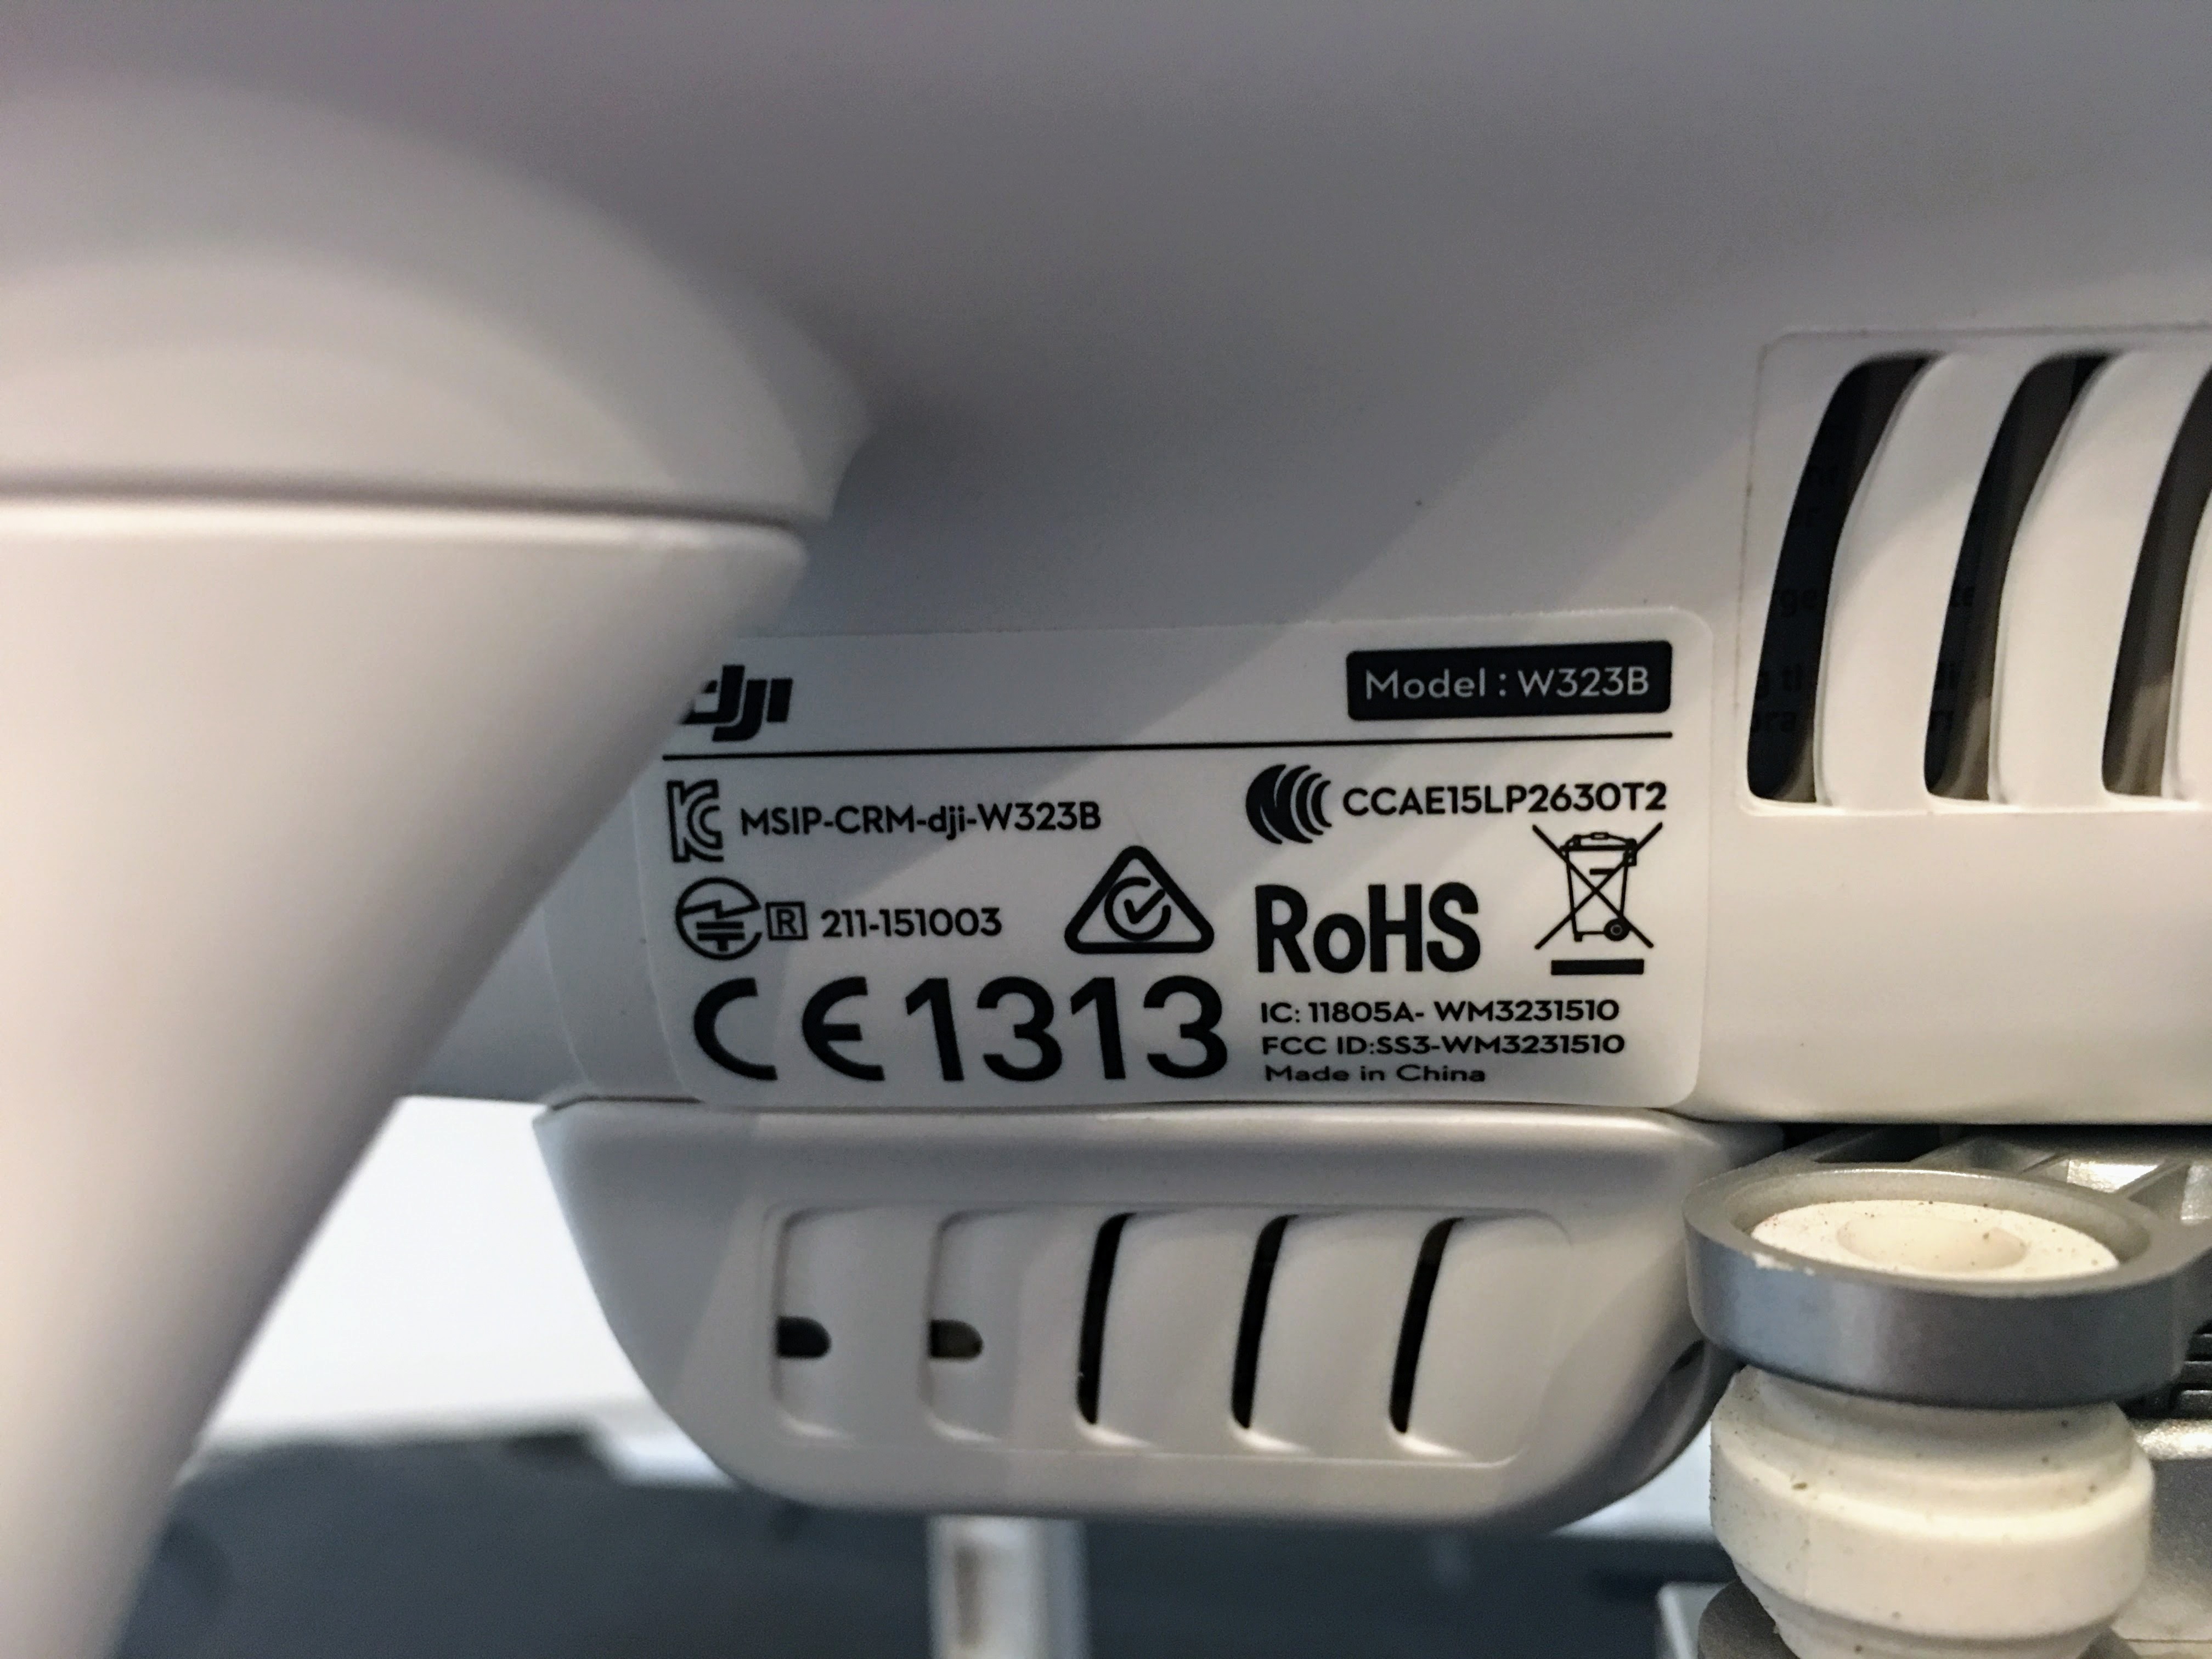 dji
Model : W323B
MSIP-CRM-dji-W323B
CCAE15LP2630T2
R 211-151003
RoHS
CE 1313
IC: 11805A- WM3231510
FCC ID:SS3-WM3231510
Made in China